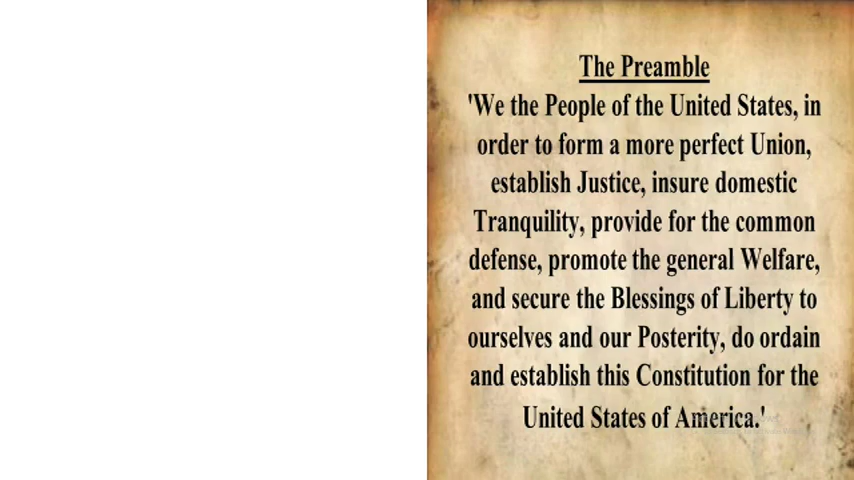 The Preamble
'We the People of the United States, in
order to form a more perfect Union,
establish Justice, insure domestic
Tranquility, provide for the common
defense, promote the general Welfare,
and secure the Blessings of Liberty to
ourselves and our Posterity, do ordain
and establish this Constitution for the
United States of America.'